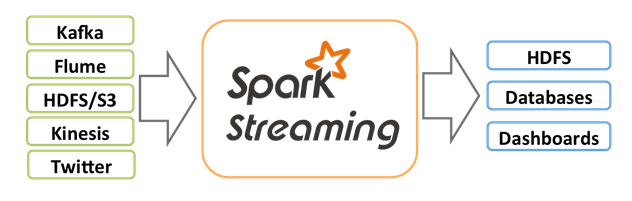 Kafka
Flume
HDFS/S3
Kinesis
Twitter
Spark
Streaming
HDFS
Databases
Dashboards